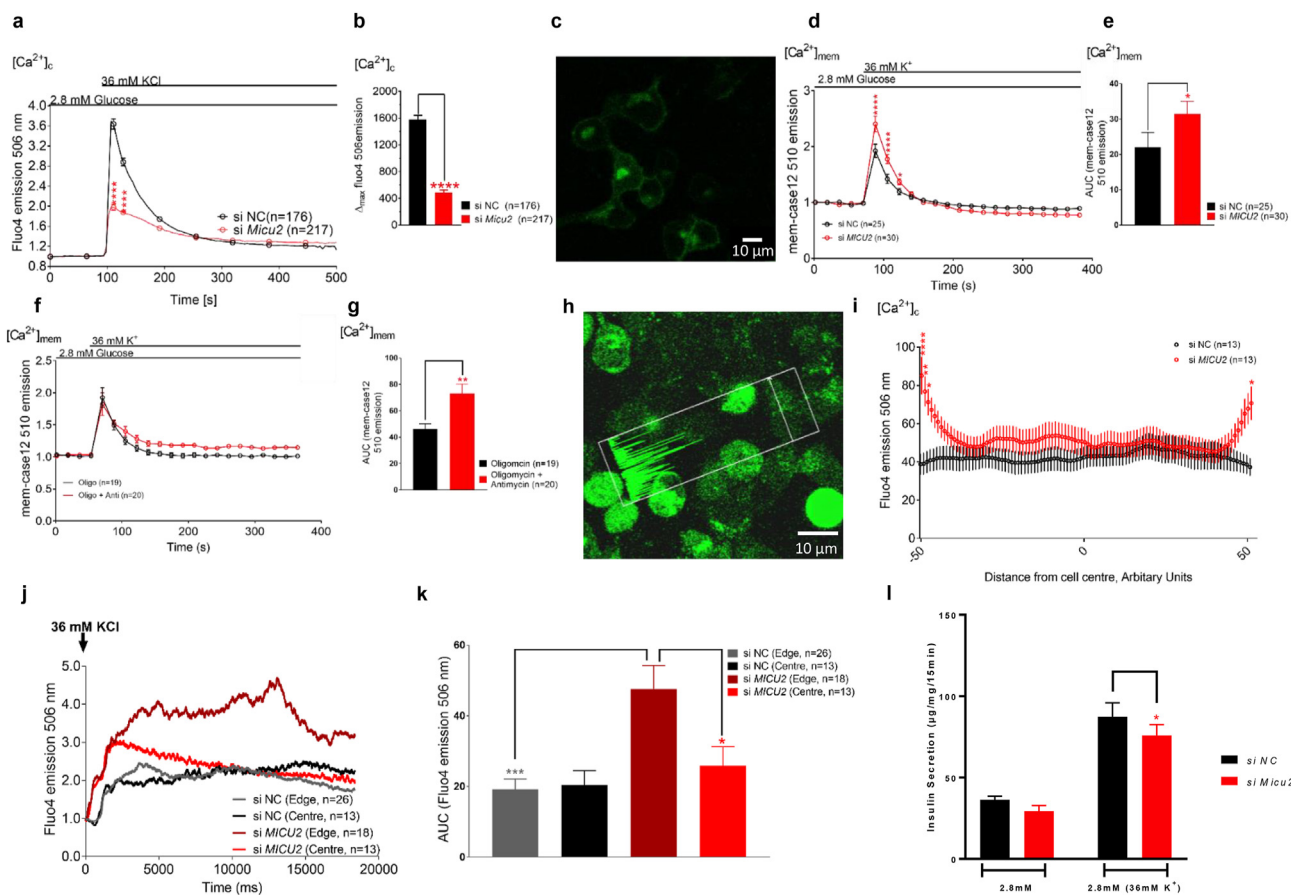 a
[Ca²⁺]c
36 mM KCl
2.8 mM Glucose
Fluo4 emission 506 nm
4.0
3.6
3.2
2.8
2.4
2.0
1.6
1.2
0.8
****
****
si NC(n=176)
si Micu2 (n=217)
0
100
200
300
400
500
Time [s]
b
[Ca²⁺]c
Δmax fluo4 506emission
1600
1400
1200
1000
800
600
400
200
0
****
si NC (n=176)
si Micu2 (n=217)
c
10 µm
d
[Ca²⁺]mem
36 mM K⁺
2.8 mM Glucose
mem-case12 510 emission
3
2
1
0
****
****
*
si NC (n=25)
si MICU2 (n=30)
0
100
200
300
400
Time (s)
e
[Ca²⁺]mem
AUC (mem-case12
510 emission)
40
30
20
10
0
*
si NC (n=25)
si MICU2 (n=30)
f
[Ca²⁺]mem
36 mM K⁺
2.8 mM Glucose
mem-case12 510 emission
2.5
2.0
1.5
1.0
0.5
0.0
Oligo (n=19)
Oligo + Anti (n=20)
0
100
200
300
400
Time (s)
g
[Ca²⁺]mem
AUC (mem-case12
510 emission)
100
80
60
40
20
0
**
Oligomcin (n=19)
Oligomycin +
Antimycin (n=20)
h
10 µm
i
[Ca²⁺]c
Fluo4 emission 506 nm
100
80
60
40
20
0
*
si NC (n=13)
si MICU2 (n=13)
-50
0
50
Distance from cell centre, Arbitary Units
j
36 mM KCl
Fluo4 emission 506 nm
5.0
4.0
3.0
2.0
1.0
0.0
si NC (Edge, n=26)
si NC (Centre, n=13)
si MICU2 (Edge, n=18)
si MICU2 (Centre, n=13)
0
5000
10000
15000
20000
Time (ms)
k
AUC (Fluo4 emission 506 nm)
60
40
20
0
***
*
si NC (Edge, n=26)
si NC (Centre, n=13)
si MICU2 (Edge, n=18)
si MICU2 (Centre, n=13)
l
Insulin Secretion (µg/mg/15min)
150
100
50
0
*
si NC
si Micu2
2.8mM
2.8mM (36mM K⁺)